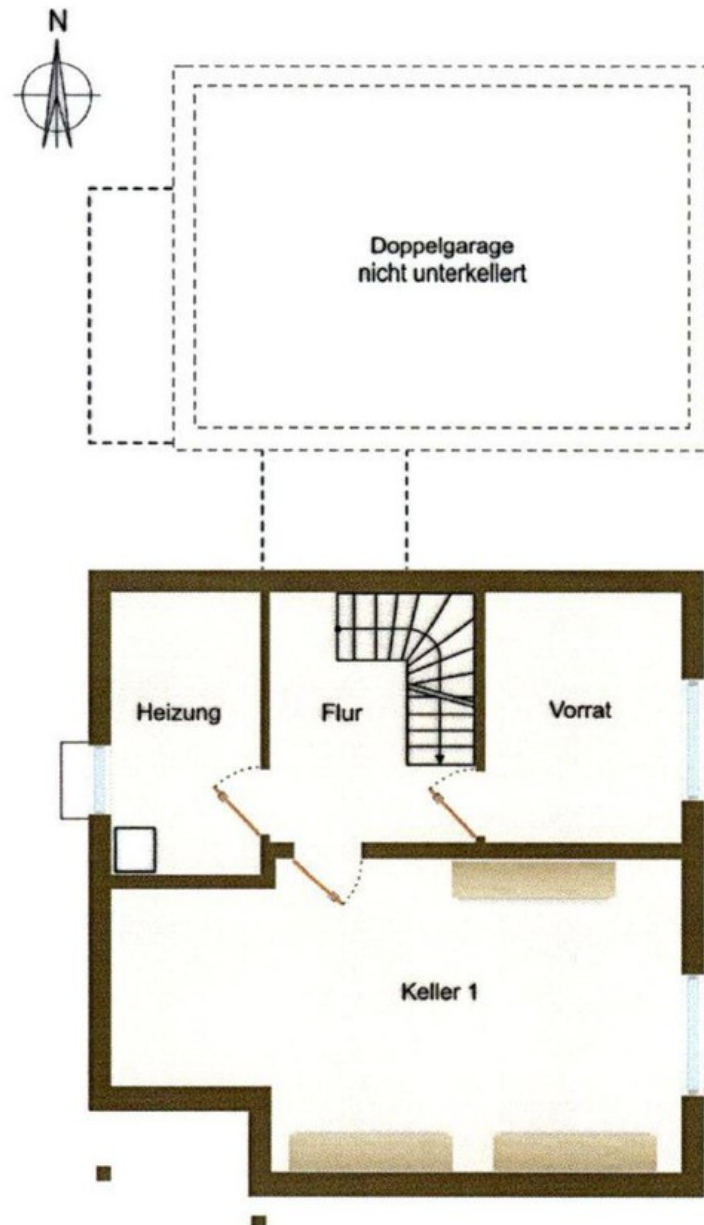 N
Doppelgarage
nicht unterkellert
Heizung
Flur
Vorrat
Keller 1